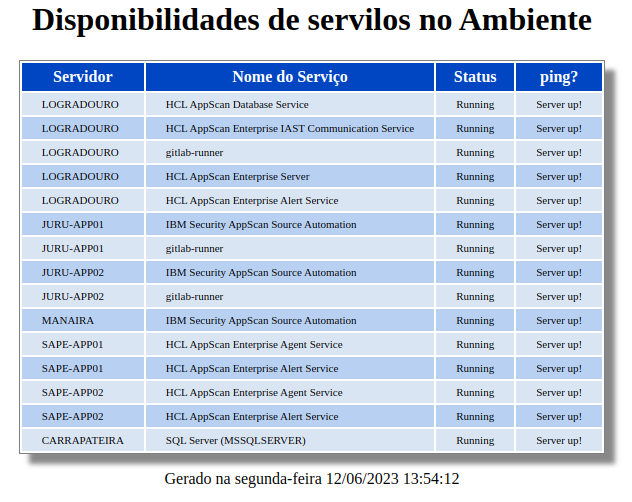 Disponibilidades de servilos no Ambiente
Servidor Nome do Serviço Status ping?
LOGRADOURO HCL AppScan Database Service Running Server up!
LOGRADOURO HCL AppScan Enterprise IAST Communication Service Running Server up!
LOGRADOURO gitlab-runner Running Server up!
LOGRADOURO HCL AppScan Enterprise Server Running Server up!
LOGRADOURO HCL AppScan Enterprise Alert Service Running Server up!
JURU-APP01 IBM Security AppScan Source Automation Running Server up!
JURU-APP01 gitlab-runner Running Server up!
JURU-APP02 IBM Security AppScan Source Automation Running Server up!
JURU-APP02 gitlab-runner Running Server up!
MANAIRA IBM Security AppScan Source Automation Running Server up!
SAPE-APP01 HCL AppScan Enterprise Agent Service Running Server up!
SAPE-APP01 HCL AppScan Enterprise Alert Service Running Server up!
SAPE-APP02 HCL AppScan Enterprise Agent Service Running Server up!
SAPE-APP02 HCL AppScan Enterprise Alert Service Running Server up!
CARRAPATEIRA SQL Server (MSSQLSERVER) Running Server up!
Gerado na segunda-feira 12/06/2023 13:54:12